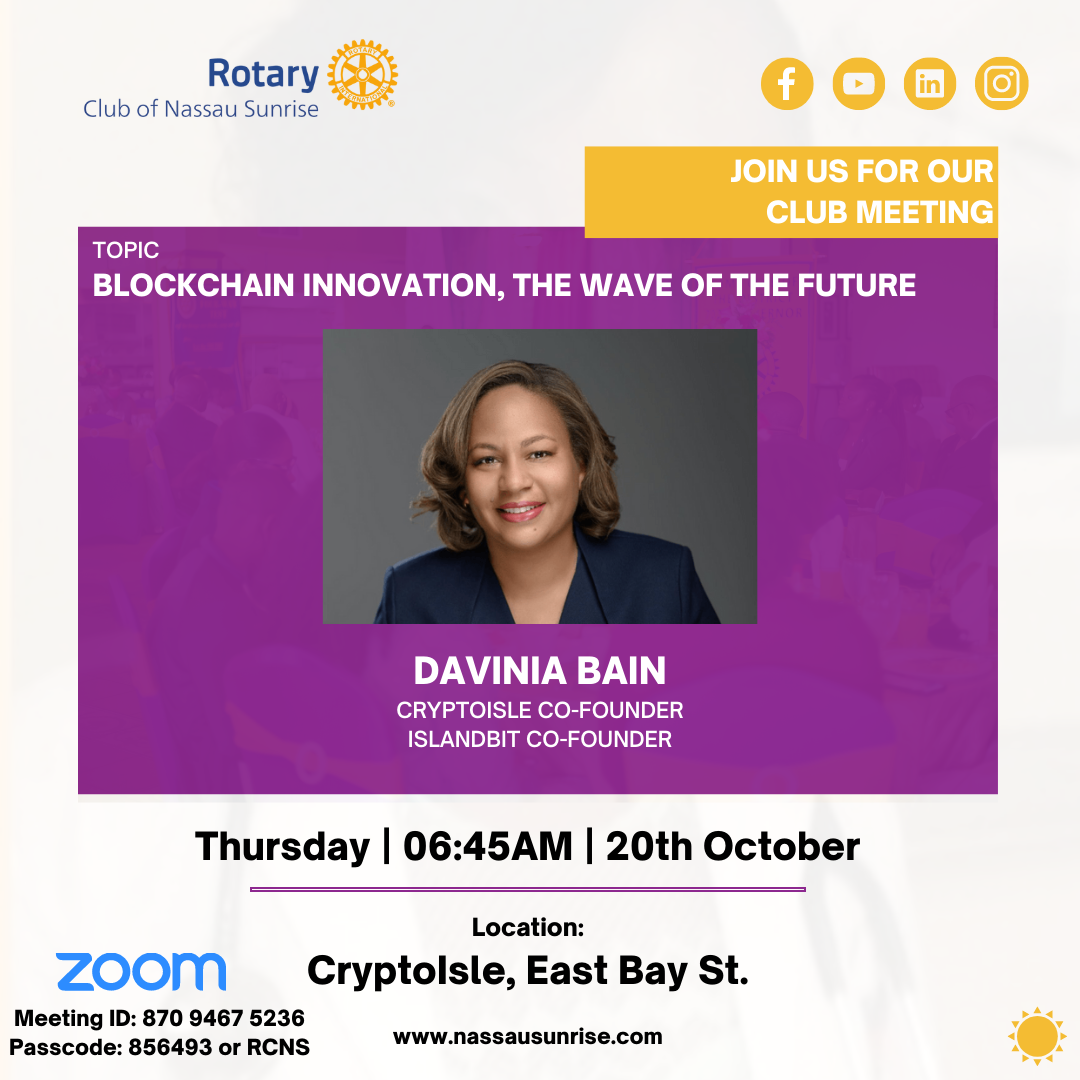 Rotary
Club of Nassau Sunrise
ROTARY
INTERNATIONAL
JOIN US FOR OUR
CLUB MEETING
TOPIC
BLOCKCHAIN INNOVATION, THE WAVE OF THE FUTURE
DAVINIA BAIN
CRYPTOISLE CO-FOUNDER
ISLANDBIT CO-FOUNDER
Thursday | 06:45AM | 20th October
Location:
CryptoIsle, East Bay St.
zoom
Meeting ID: 870 9467 5236
Passcode: 856493 or RCNS
www.nassausunrise.com